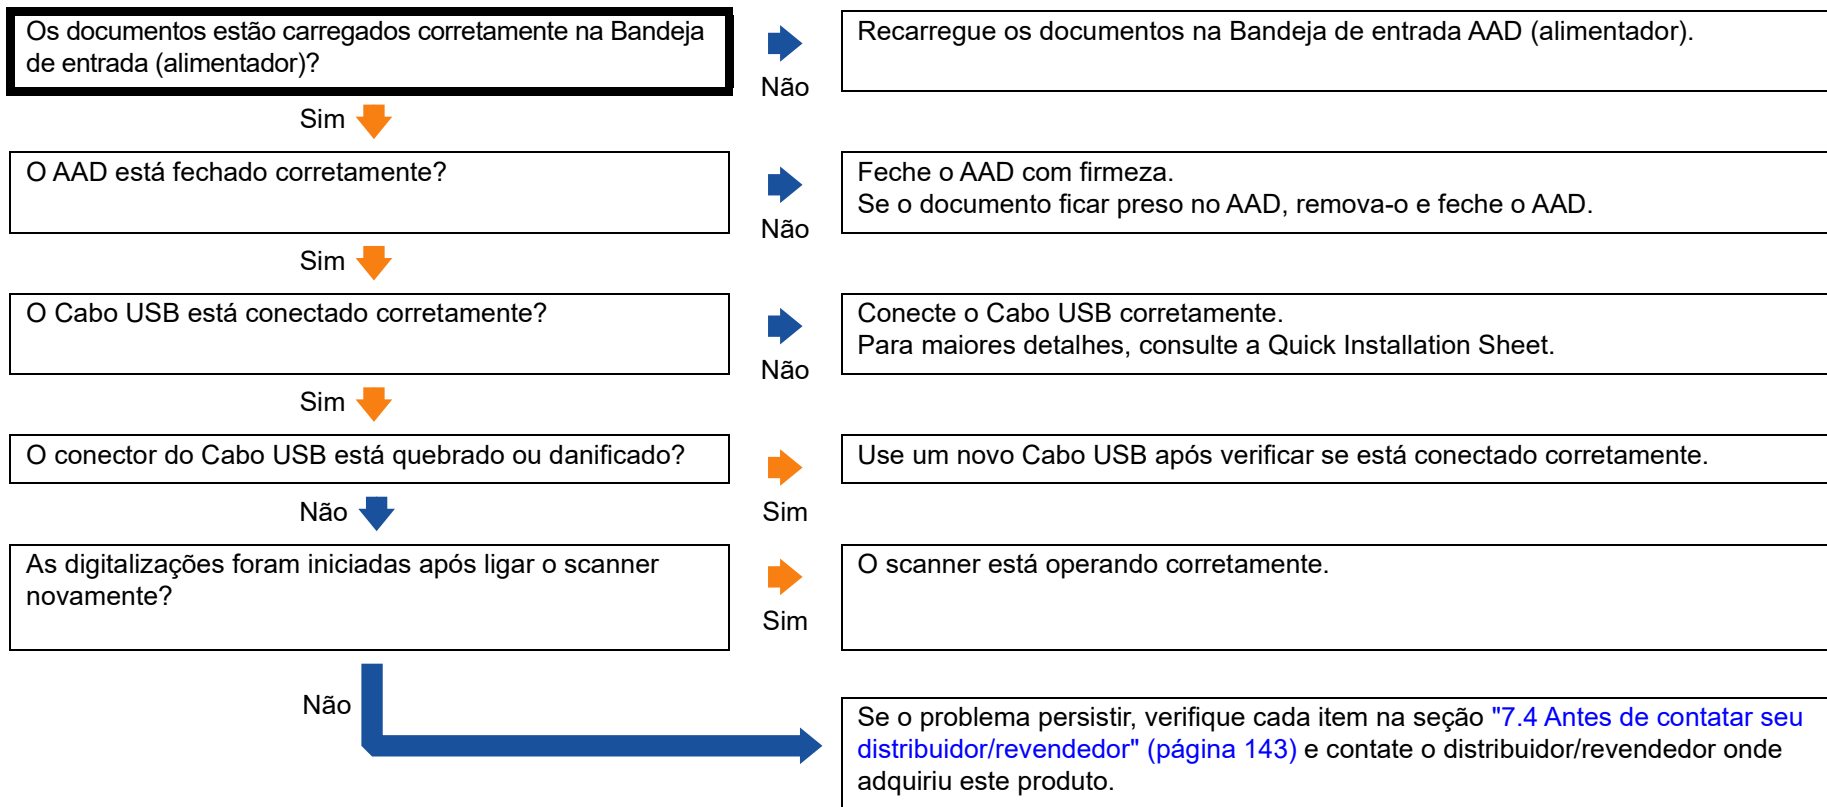 Os documentos estão carregados corretamente na Bandeja
de entrada (alimentador)?
Não
Recarregue os documentos na Bandeja de entrada AAD (alimentador).
Sim
O AAD está fechado corretamente?
Não
Feche o AAD com firmeza.
Se o documento ficar preso no AAD, remova-o e feche o AAD.
Sim
O Cabo USB está conectado corretamente?
Não
Conecte o Cabo USB corretamente.
Para maiores detalhes, consulte a Quick Installation Sheet.
Sim
O conector do Cabo USB está quebrado ou danificado?
Sim
Use um novo Cabo USB após verificar se está conectado corretamente.
Não
As digitalizações foram iniciadas após ligar o scanner
novamente?
Sim
O scanner está operando corretamente.
Não
Se o problema persistir, verifique cada item na seção "7.4 Antes de contatar seu
distribuidor/revendedor" (página 143) e contate o distribuidor/revendedor onde
adquiriu este produto.